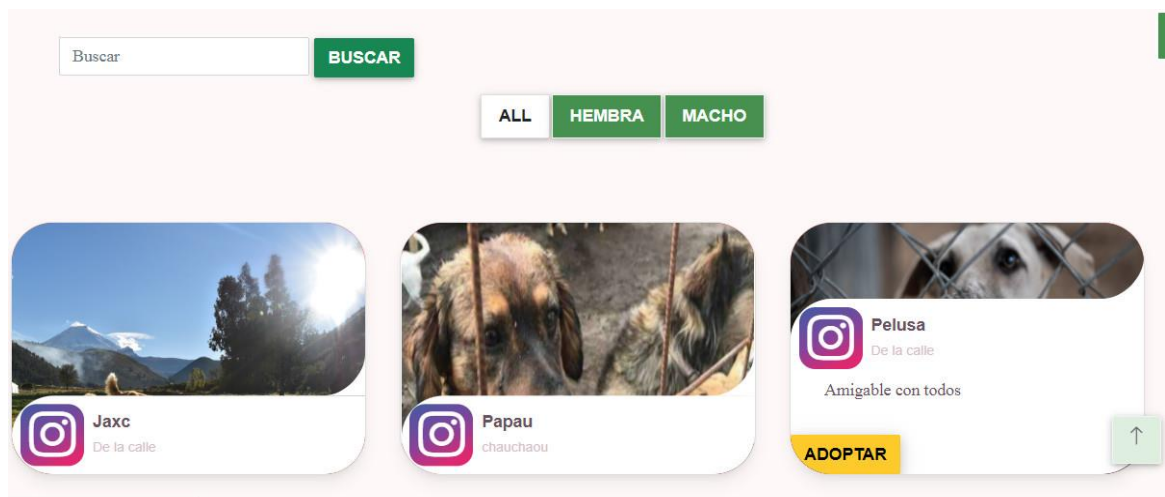 Buscar
BUSCAR
ALL
HEMBRA
MACHO
Jaxc
De la calle
Papau
chauchaou
Pelusa
De la calle
Amigable con todos
ADOPTAR